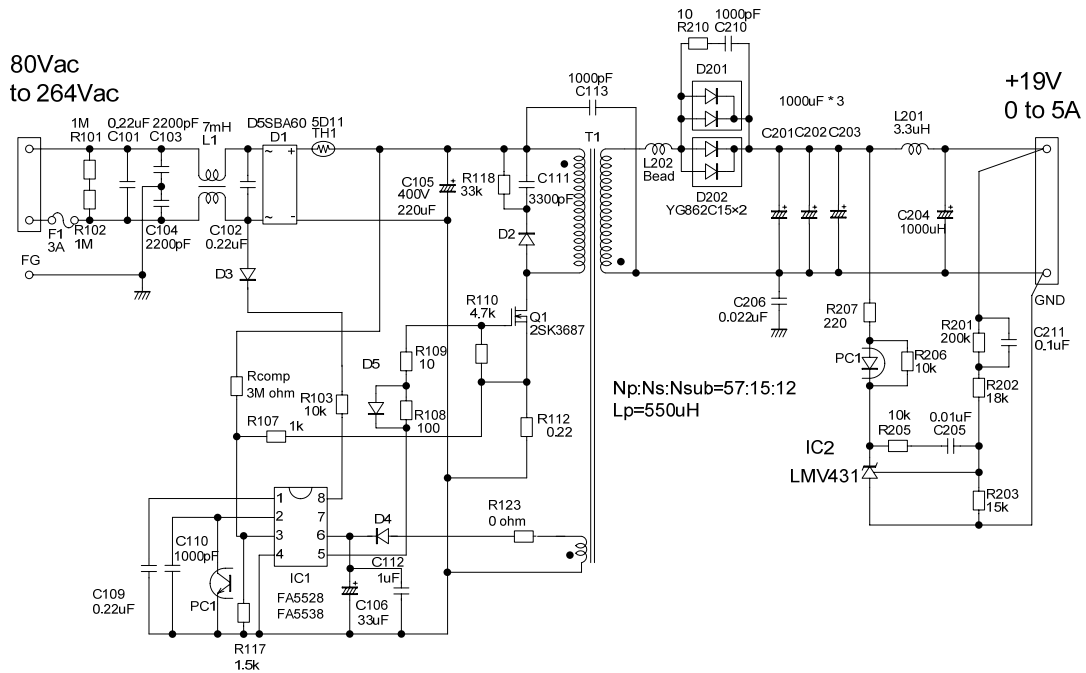 80Vac
to 264Vac
1M
R101
0.22uF
C101
2200pF
C103
7mH
L1
D5SBA60
D1
5D11
TH1
1000pF
C113
10
R210
1000pF
C210
D201
1000uF * 3
+19V
0 to 5A
T1
C201 C202 C203
L201
3.3uH
L202
Bead
D202
YG862C15×2
C105
400V
220uF
R118
33k
C111
3300pF
F1
3A
R102
1M
C104
2200pF
C102
0.22uF
D2
C204
1000uH
FG
D3
R110
4.7k
Q1
2SK3687
C206
0.022uF
R207
220
GND
R201
200k
C211
0.1uF
PC1
R206
10k
D5
R109
10
Rcomp
3M ohm
R103
10k
R108
100
Np:Ns:Nsub=57:15:12
Lp=550uH
R202
18k
R107
1k
R112
0.22
10k
R205
0.01uF
C205
IC2
LMV431
R203
15k
1 8
2 7
3 6
4 5
D4
R123
0 ohm
C110
1000pF
IC1
FA5528
FA5538
C112
1uF
C109
0.22uF
PC1
C106
33uF
R117
1.5k
~ +
~ -
+
+
+
+
+
+